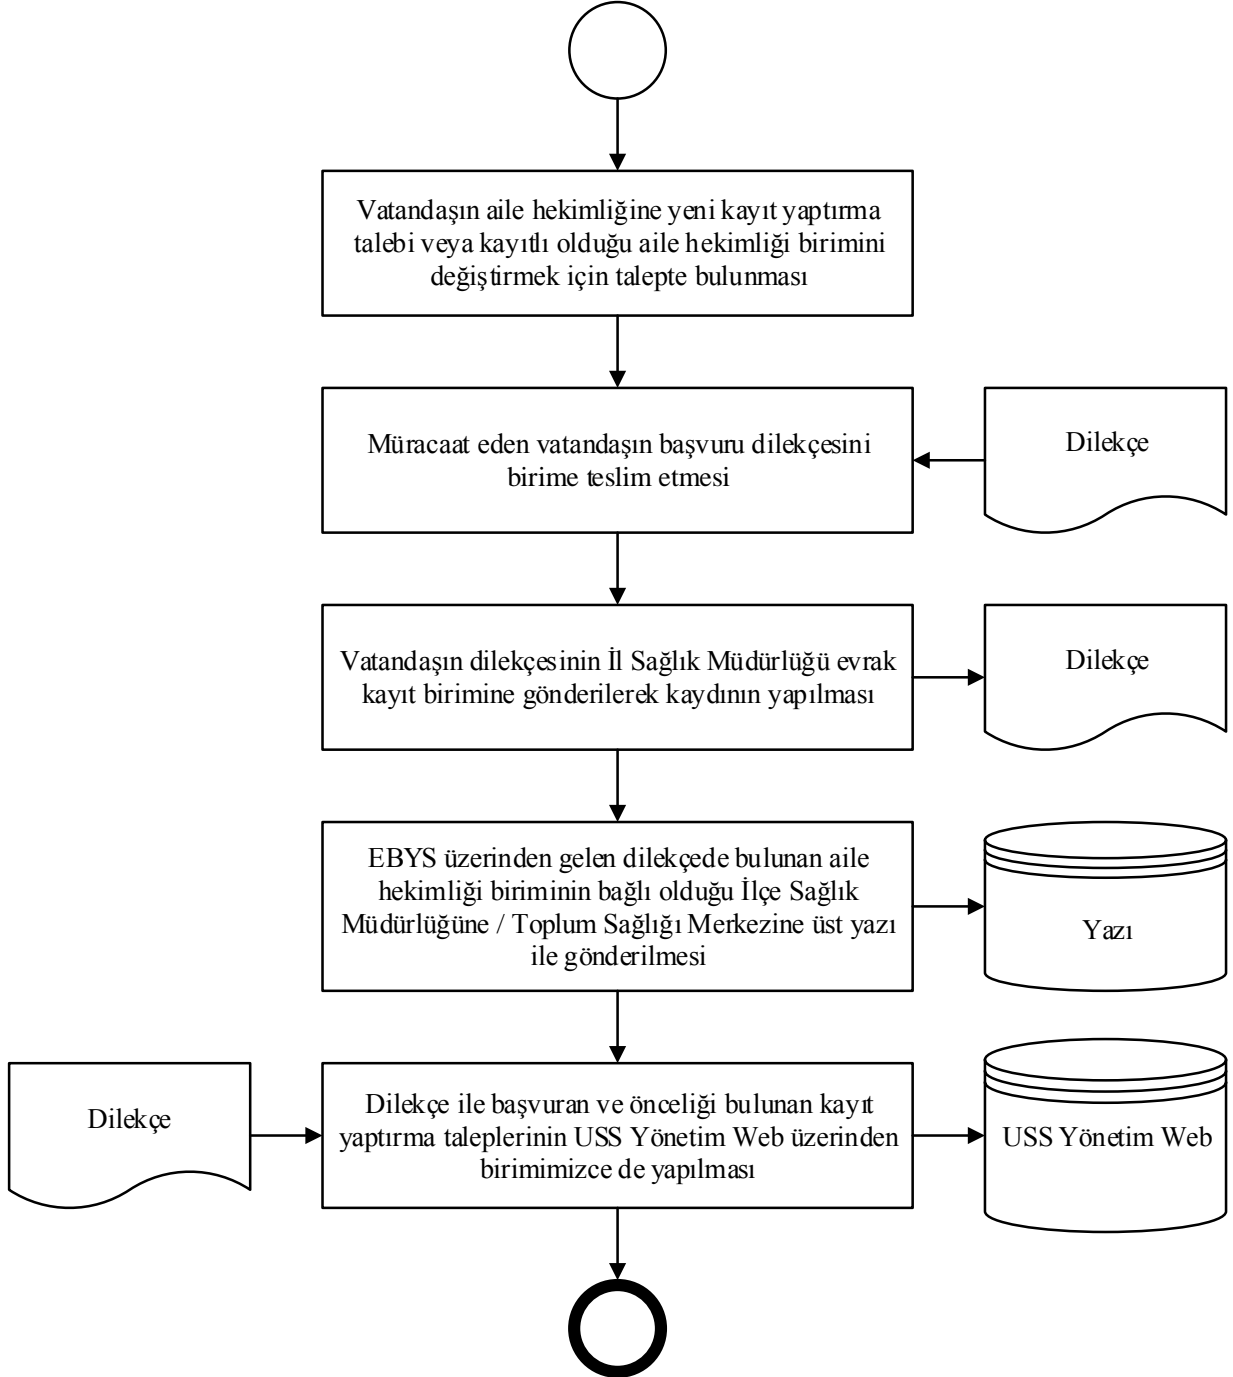 Vatandaşın aile hekimliğine yeni kayıt yaptırma
talebi veya kayıtlı olduğu aile hekimliği birimini
değiştirmek için talepte bulunması
Müracaat eden vatandaşın başvuru dilekçesini
birime teslim etmesi
Dilekçe
Vatandaşın dilekçesinin İl Sağlık Müdürlüğü evrak
kayıt birimine gönderilerek kaydının yapılması
Dilekçe
EBYS üzerinden gelen dilekçede bulunan aile
hekimliği biriminin bağlı olduğu İlçe Sağlık
Müdürlüğüne / Toplum Sağlığı Merkezine üst yazı
ile gönderilmesi
Yazı
Dilekçe
Dilekçe ile başvuran ve önceliği bulunan kayıt
yaptırma taleplerinin USS Yönetim Web üzerinden
birimimizce de yapılması
USS Yönetim Web